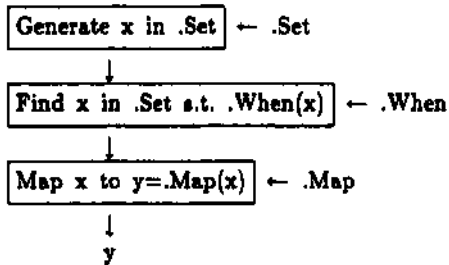 Generate x in .Set ← .Set
Find x in .Set s.t. .When(x) ← .When
Map x to y=.Map(x) ← .Map
y